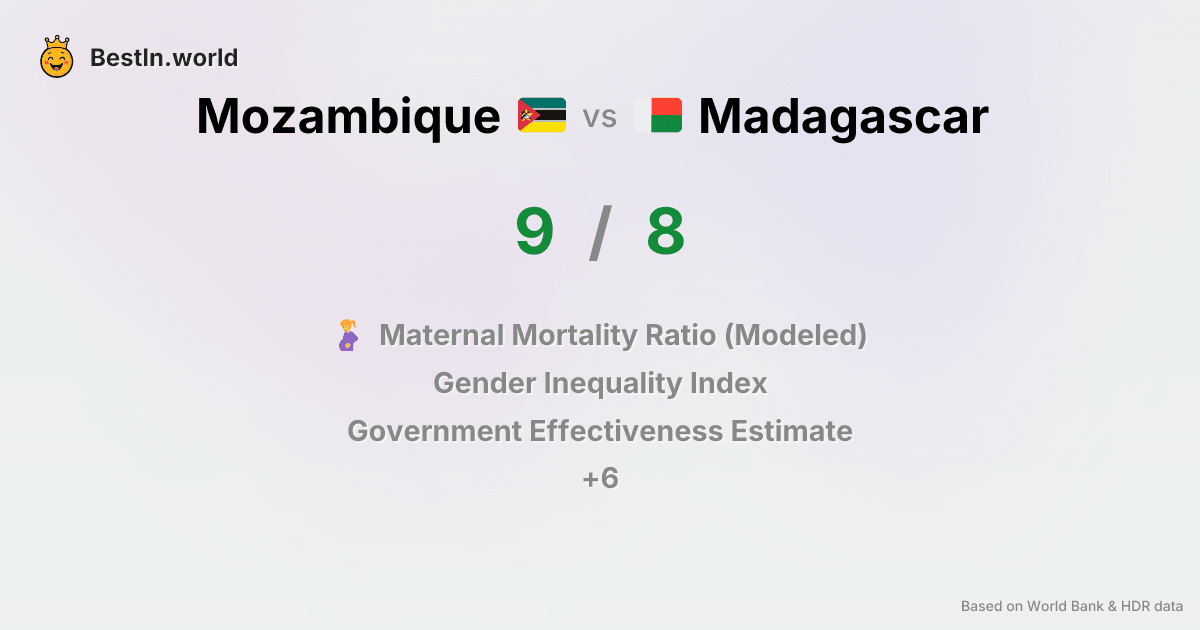 BestIn.world
Mozambique vs Madagascar
9 / 8
Maternal Mortality Ratio (Modeled)
Gender Inequality Index
Government Effectiveness Estimate
+6
Based on World Bank & HDR data